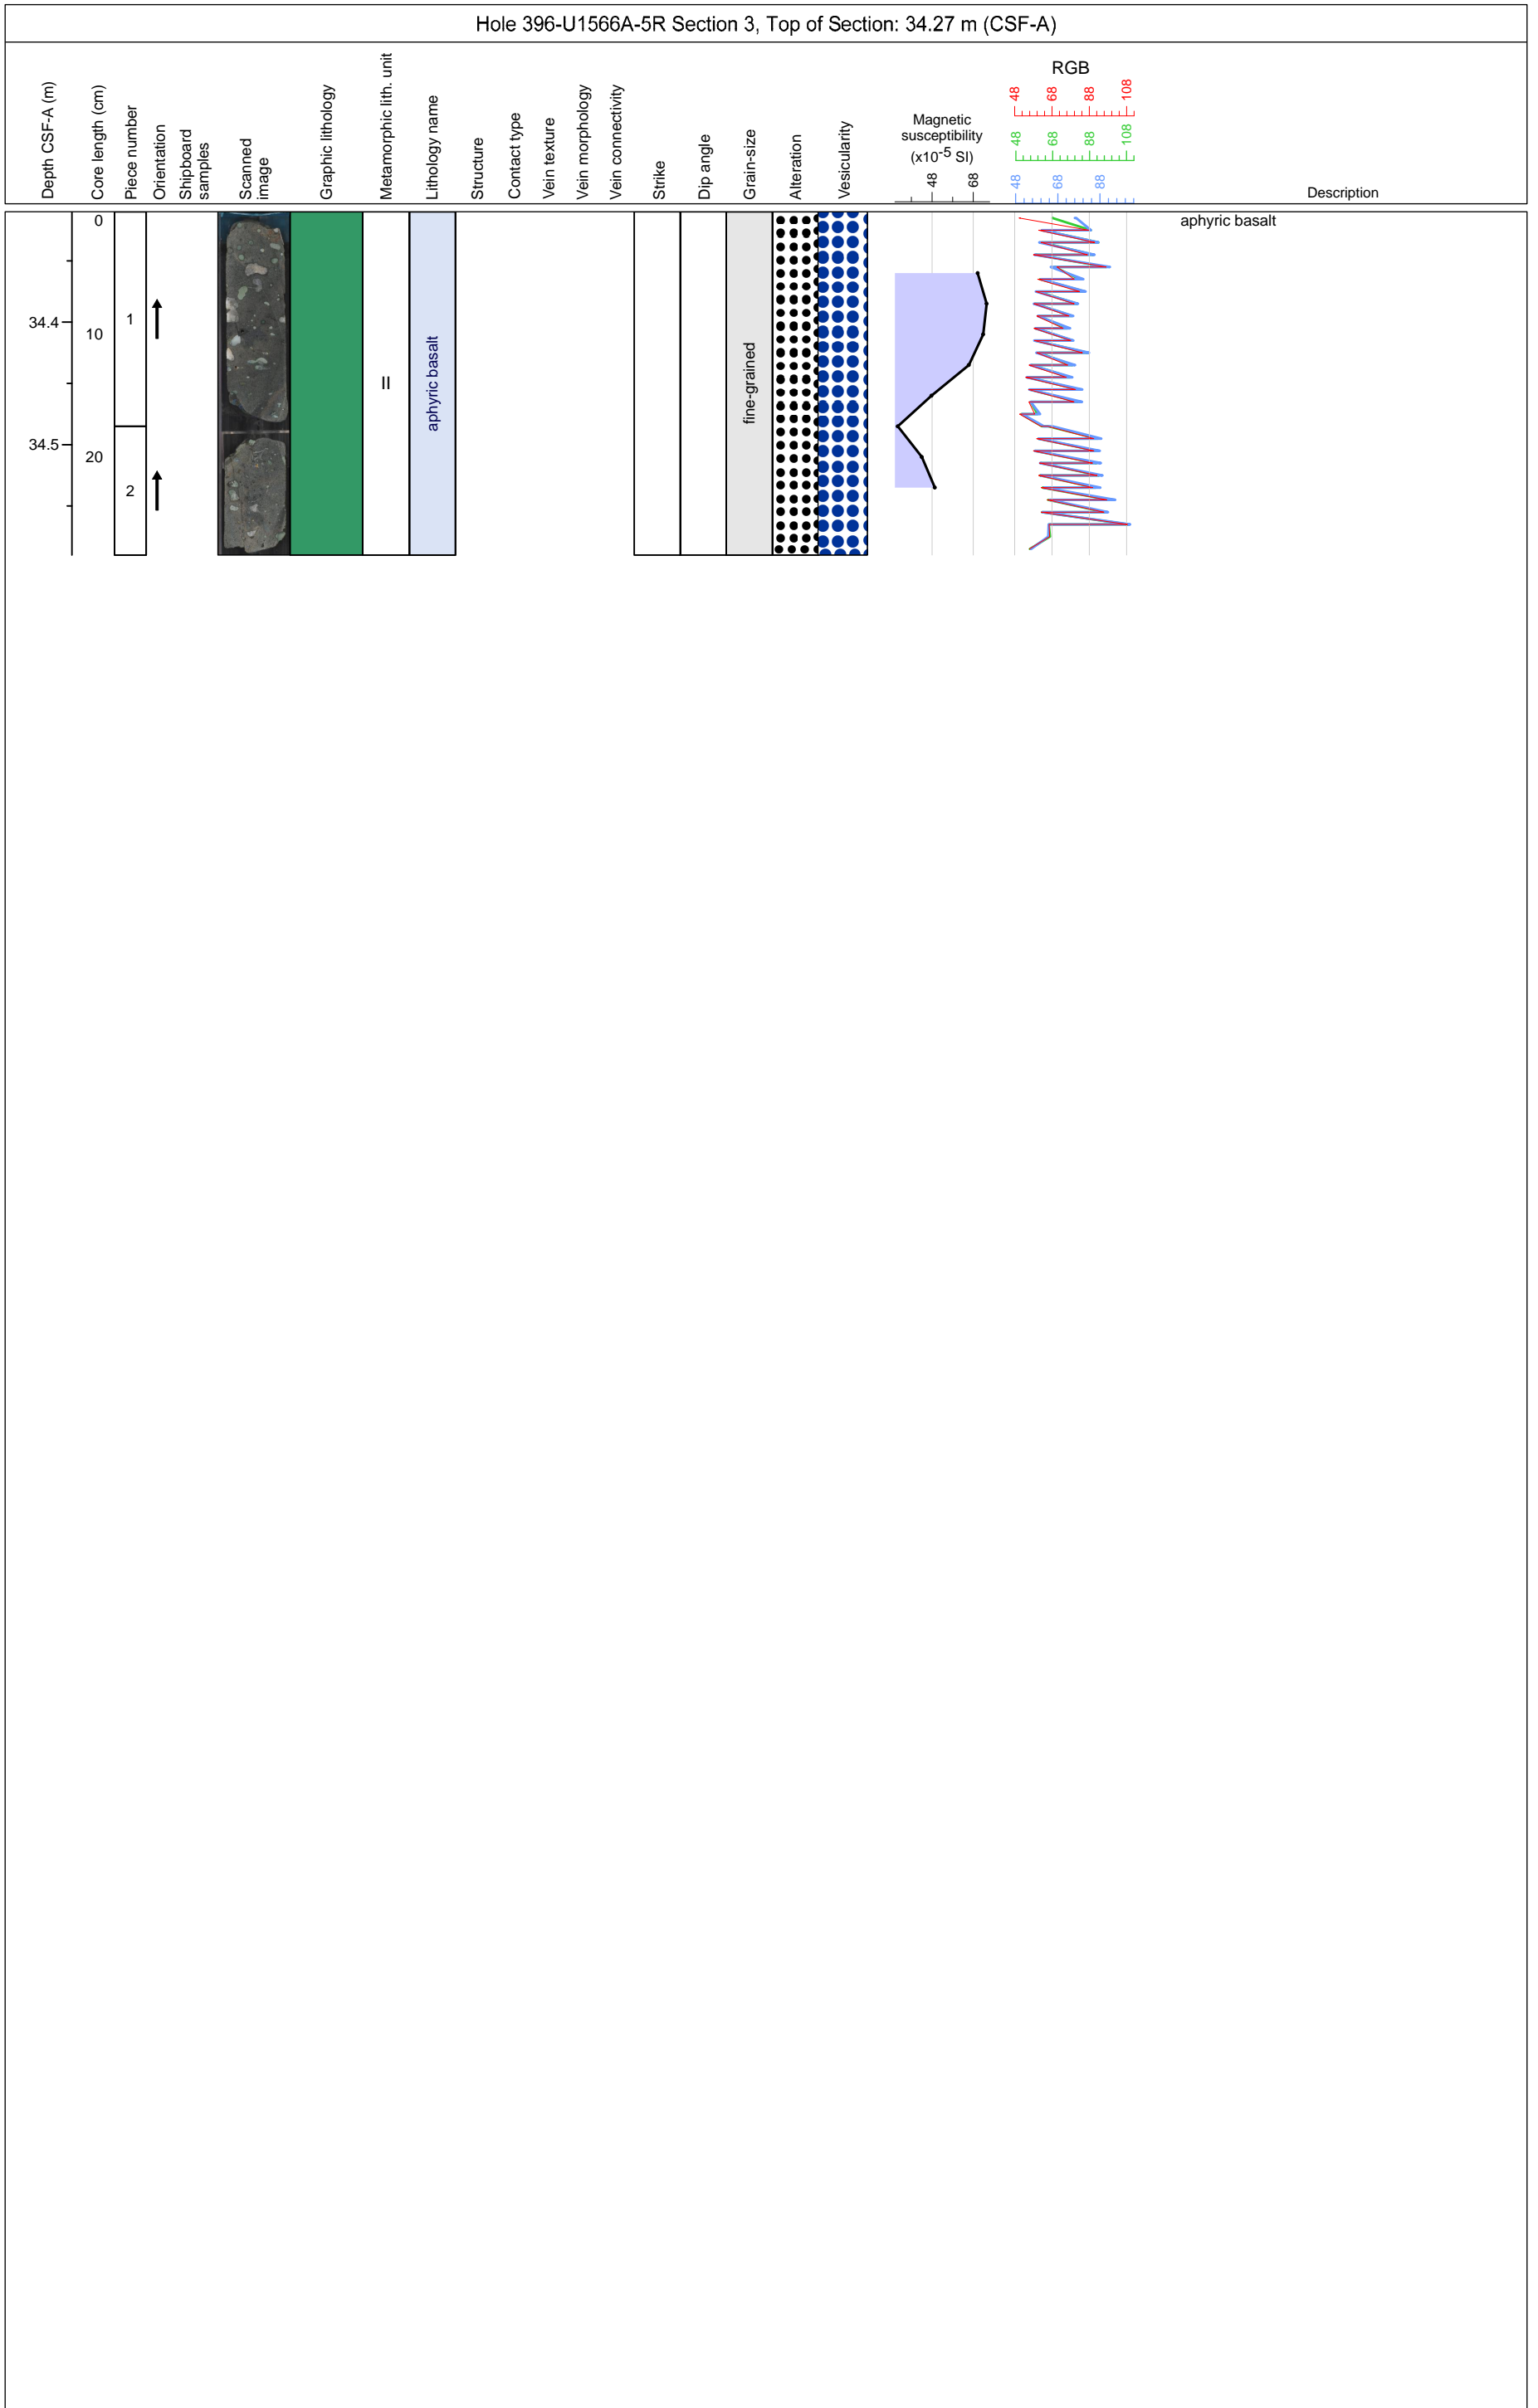 Hole 396-U1566A-5R Section 3, Top of Section: 34.27 m (CSF-A)
Depth CSF-A (m)
Core length (cm)
Piece number
Orientation
Shipboard
samples
Scanned
image
Graphic lithology
Metamorphic lith. unit
Lithology name
Structure
Contact type
Vein texture
Vein morphology
Vein connectivity
Strike
Dip angle
Grain-size
Alteration
Vesicularity
Magnetic
susceptibility
(x10-5 SI)
48 68
RGB
48 68 88 108
48 68 88 108
48 68 88
Description
34.4
34.5
0
10
20
1
2
II
aphyric basalt
fine-grained
aphyric basalt